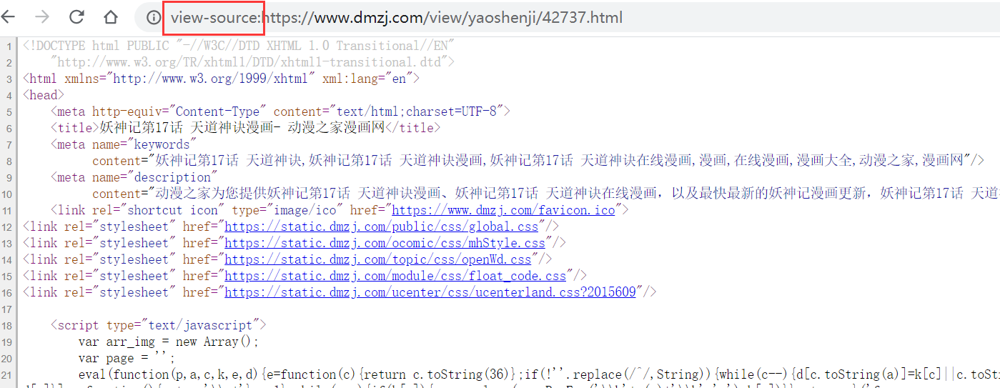 view-source:https://www.dmzj.com/view/yaoshenji/42737.html
1 <!DOCTYPE html PUBLIC "-//W3C//DTD XHTML 1.0 Transitional//EN"
2 "http://www.w3.org/TR/xhtml1/DTD/xhtml1-transitional.dtd">
3 <html xmlns="http://www.w3.org/1999/xhtml" xml:lang="en">
4 <head>
5 <meta http-equiv="Content-Type" content="text/html;charset=UTF-8">
6 <title>妖神记第17话 天道神诀漫画- 动漫之家漫画网</title>
7 <meta name="keywords"
8 content="妖神记第17话 天道神诀,妖神记第17话 天道神诀漫画,妖神记第17话 天道神诀在线漫画,漫画,在线漫画,漫画大全,动漫之家,漫画网"/>
9 <meta name="description"
10 content="动漫之家为您提供妖神记第17话 天道神诀漫画、妖神记第17话 天道神诀在线漫画，以及最快最新的妖神记漫画更新，妖神记第17话 天道
11 <link rel="shortcut icon" type="image/ico" href="https://www.dmzj.com/favicon.ico">
12 <link rel="stylesheet" href="https://static.dmzj.com/public/css/global.css"/>
13 <link rel="stylesheet" href="https://static.dmzj.com/ocomic/css/mhStyle.css"/>
14 <link rel="stylesheet" href="https://static.dmzj.com/topic/css/openWd.css"/>
15 <link rel="stylesheet" href="https://static.dmzj.com/module/css/float_code.css"/>
16 <link rel="stylesheet" href="https://static.dmzj.com/ucenter/css/ucenterland.css?2015609"/>
17
18 <script type="text/javascript">
19 var arr_img = new Array();
20 var page = '';
21 eval(function(p,a,c,k,e,d){e=function(c){return c.toString(36)};if(!''.replace(/^/,String)){while(c--){d[c.toString(a)]=k[c]||c.toS